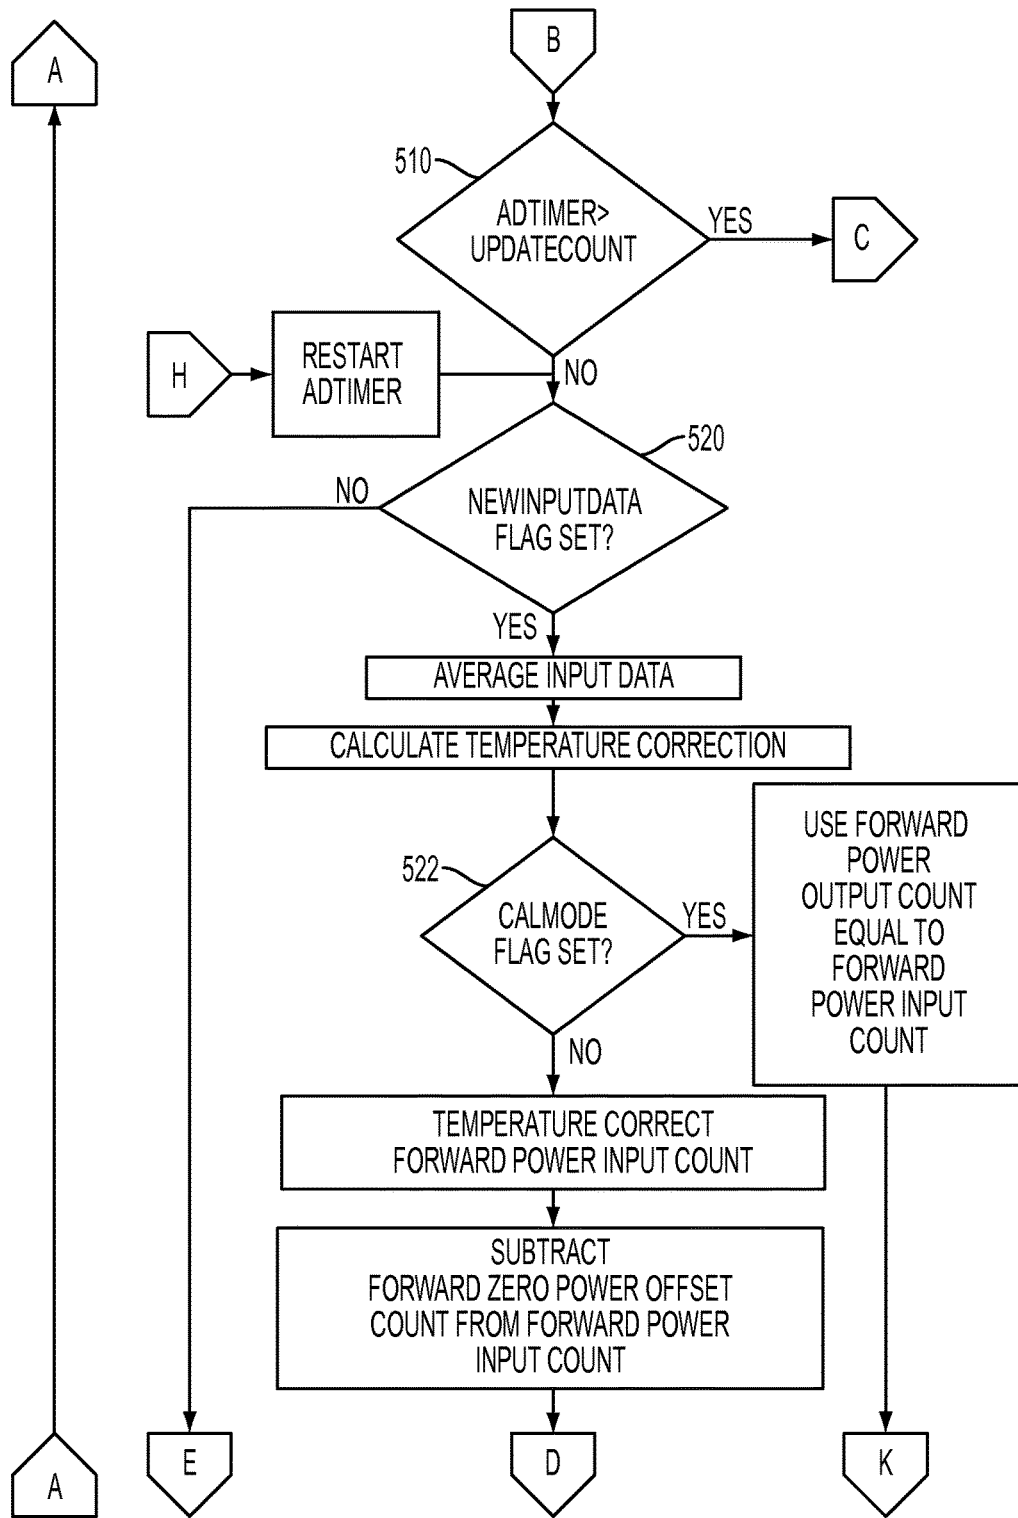 A
B
510
ADTIMER>
UPDATECOUNT
YES
C
H
RESTART
ADTIMER
NO
520
NO
NEWINPUTDATA
FLAG SET?
YES
AVERAGE INPUT DATA
CALCULATE TEMPERATURE CORRECTION
522
CALMODE
FLAG SET?
YES
USE FORWARD
POWER
OUTPUT COUNT
EQUAL TO
FORWARD
POWER INPUT
COUNT
NO
TEMPERATURE CORRECT
FORWARD POWER INPUT COUNT
SUBTRACT
FORWARD ZERO POWER OFFSET
COUNT FROM FORWARD POWER
INPUT COUNT
A
E
D
K